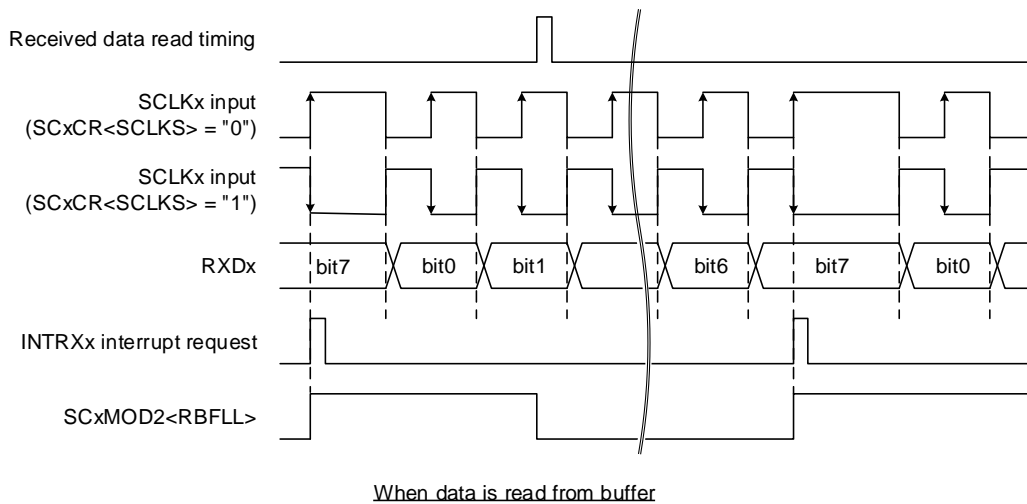 Received data read timing
SCLKx input
(SCxCR<SCLKS> = "0")
SCLKx input
(SCxCR<SCLKS> = "1")
RXDx
bit7 bit0 bit1 bit6 bit7 bit0
INTRXx interrupt request
SCxMOD2<RBFLL>
When data is read from buffer